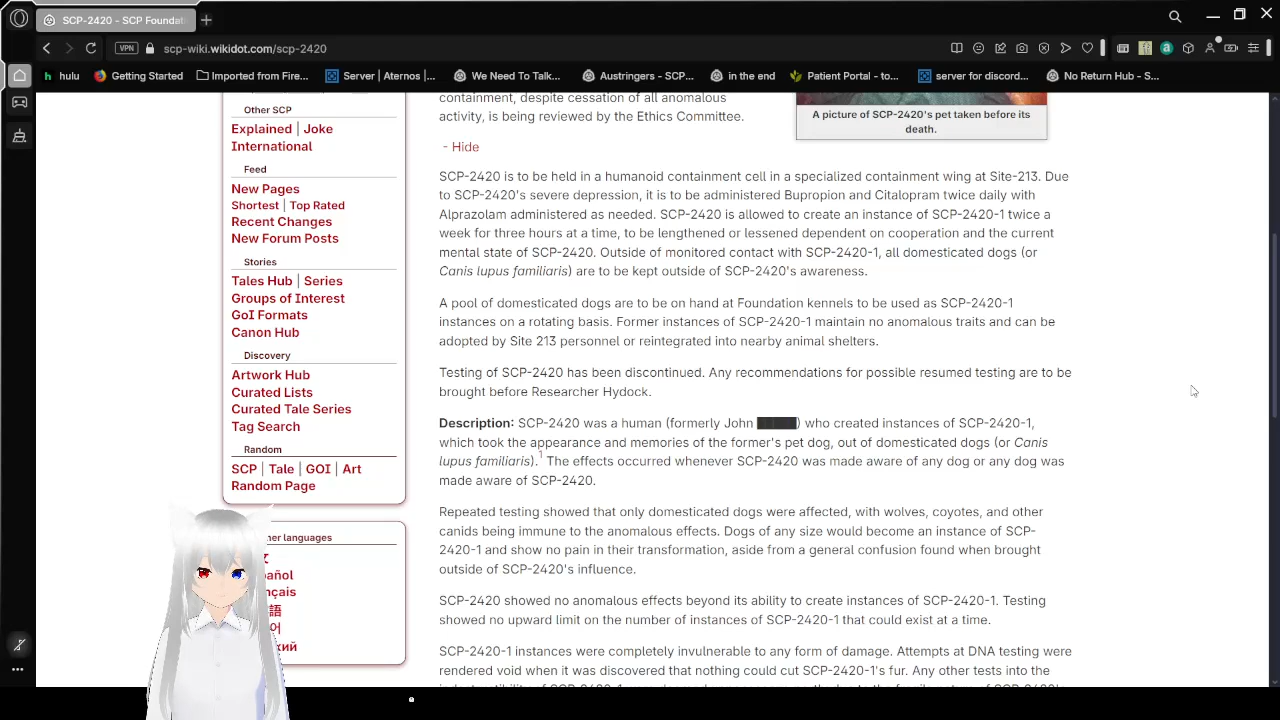 SCP-2420 - SCP Foundati
scp-wiki.wikidot.com/scp-2420
VPN
hulu
Getting Started
Imported from Fire...
Server | Aternos |...
We Need To Talk...
Austringers - SCP...
in the end
Patient Portal - to...
server for discord...
No Return Hub - S...
Other SCP
Explained | Joke
International
Feed
New Pages
Shortest | Top Rated
Recent Changes
New Forum Posts
Stories
Tales Hub | Series
Groups of Interest
GoI Formats
Canon Hub
Discovery
Artwork Hub
Curated Lists
Curated Tale Series
Tag Search
Random
SCP | Tale | GOI | Art
Random Page
her languages
añol
nçais
語
어
ский
containment, despite cessation of all anomalous
activity, is being reviewed by the Ethics Committee.
A picture of SCP-2420's pet taken before its
death.
- Hide
SCP-2420 is to be held in a humanoid containment cell in a specialized containment wing at Site-213. Due
to SCP-2420's severe depression, it is to be administered Bupropion and Citalopram twice daily with
Alprazolam administered as needed. SCP-2420 is allowed to create an instance of SCP-2420-1 twice a
week for three hours at a time, to be lengthened or lessened dependent on cooperation and the current
mental state of SCP-2420. Outside of monitored contact with SCP-2420-1, all domesticated dogs (or
Canis lupus familiaris) are to be kept outside of SCP-2420's awareness.
A pool of domesticated dogs are to be on hand at Foundation kennels to be used as SCP-2420-1
instances on a rotating basis. Former instances of SCP-2420-1 maintain no anomalous traits and can be
adopted by Site 213 personnel or reintegrated into nearby animal shelters.
Testing of SCP-2420 has been discontinued. Any recommendations for possible resumed testing are to be
brought before Researcher Hydock.
Description: SCP-2420 was a human (formerly John █████) who created instances of SCP-2420-1,
which took the appearance and memories of the former's pet dog, out of domesticated dogs (or Canis
lupus familiaris).1 The effects occurred whenever SCP-2420 was made aware of any dog or any dog was
made aware of SCP-2420.
Repeated testing showed that only domesticated dogs were affected, with wolves, coyotes, and other
canids being immune to the anomalous effects. Dogs of any size would become an instance of SCP-
2420-1 and show no pain in their transformation, aside from a general confusion found when brought
outside of SCP-2420's influence.
SCP-2420 showed no anomalous effects beyond its ability to create instances of SCP-2420-1. Testing
showed no upward limit on the number of instances of SCP-2420-1 that could exist at a time.
SCP-2420-1 instances were completely invulnerable to any form of damage. Attempts at DNA testing were
rendered void when it was discovered that nothing could cut SCP-2420-1's fur. Any other tests into the